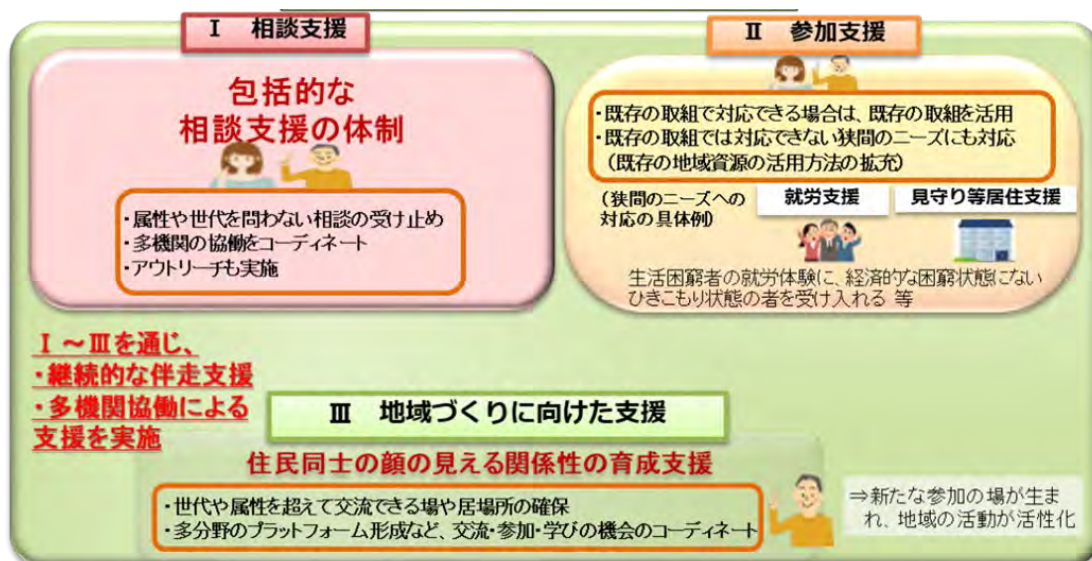 Ⅰ 相談支援
包括的な
相談支援の体制
・属性や世代を問わない相談の受け止め
・多機関の協働をコーディネート
・アウトリーチも実施
Ⅱ 参加支援
・既存の取組で対応できる場合は、既存の取組を活用
・既存の取組では対応できない狭間のニーズにも対応
(既存の地域資源の活用方法の拡充)
(狭間のニーズへの
対応の具体例)
就労支援
見守り等居住支援
生活困窮者の就労体験に、経済的な困窮状態にない
ひきこもり状態の者を受け入れる 等
Ⅰ~Ⅲを通じ、
・継続的な伴走支援
・多機関協働による
支援を実施
Ⅲ 地域づくりに向けた支援
住民同士の顔の見える関係性の育成支援
・世代や属性を超えて交流できる場や居場所の確保
・多分野のプラットフォーム形成など、交流・参加・学びの機会のコーディネート
⇒新たな参加の場が生ま
れ、地域の活動が活性化